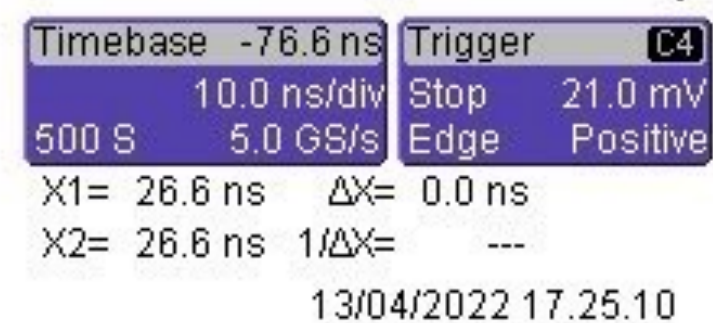 Timebase -76.6 ns Trigger C4
10.0 ns/div Stop 21.0 mV
500 S 5.0 GS/s Edge Positive
X1= 26.6 ns ΔX= 0.0 ns
X2= 26.6 ns 1/ΔX= ---
13/04/2022 17.25.10